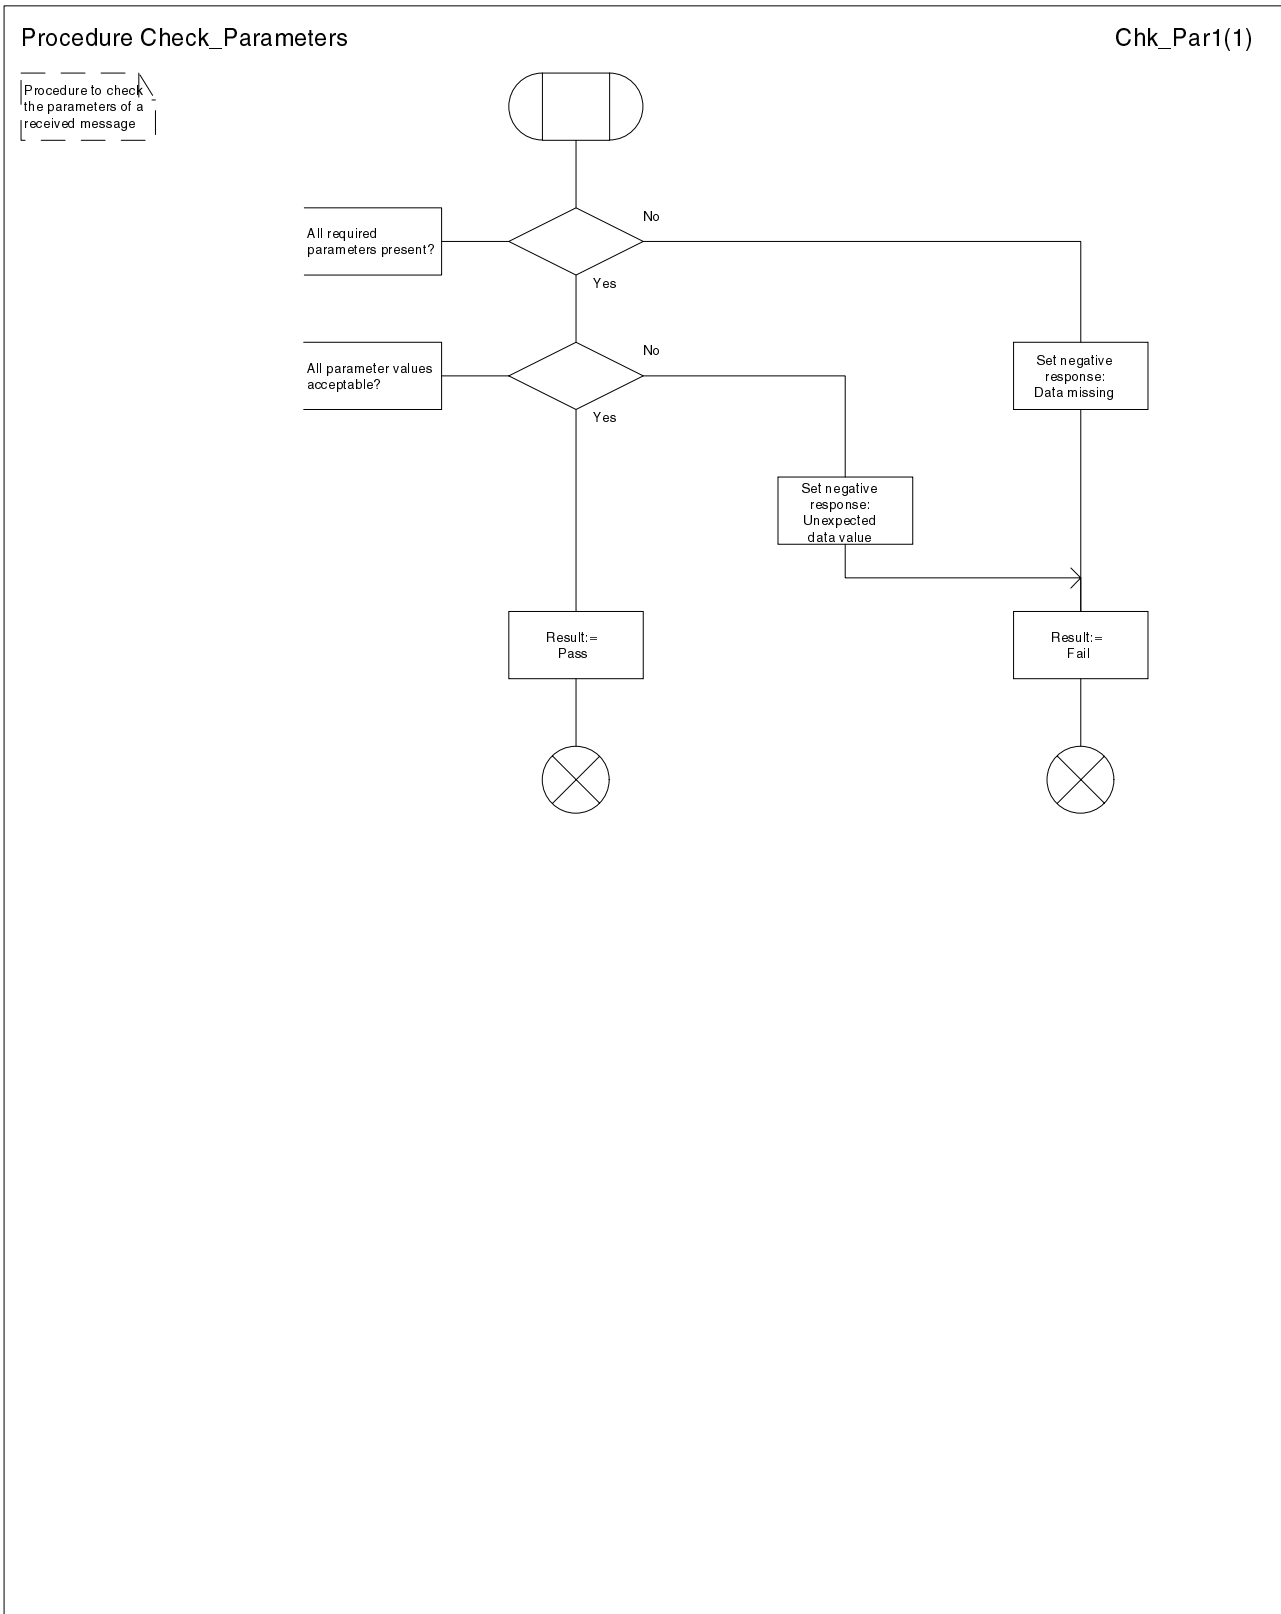 Procedure Check_Parameters
Chk_Par1(1)
Procedure to check
the parameters of a
received message
All required
parameters present?
No
Yes
All parameter values
acceptable?
No
Yes
Set negative
response:
Data missing
Set negative
response:
Unexpected
data value
Result:=
Pass
Result:=
Fail